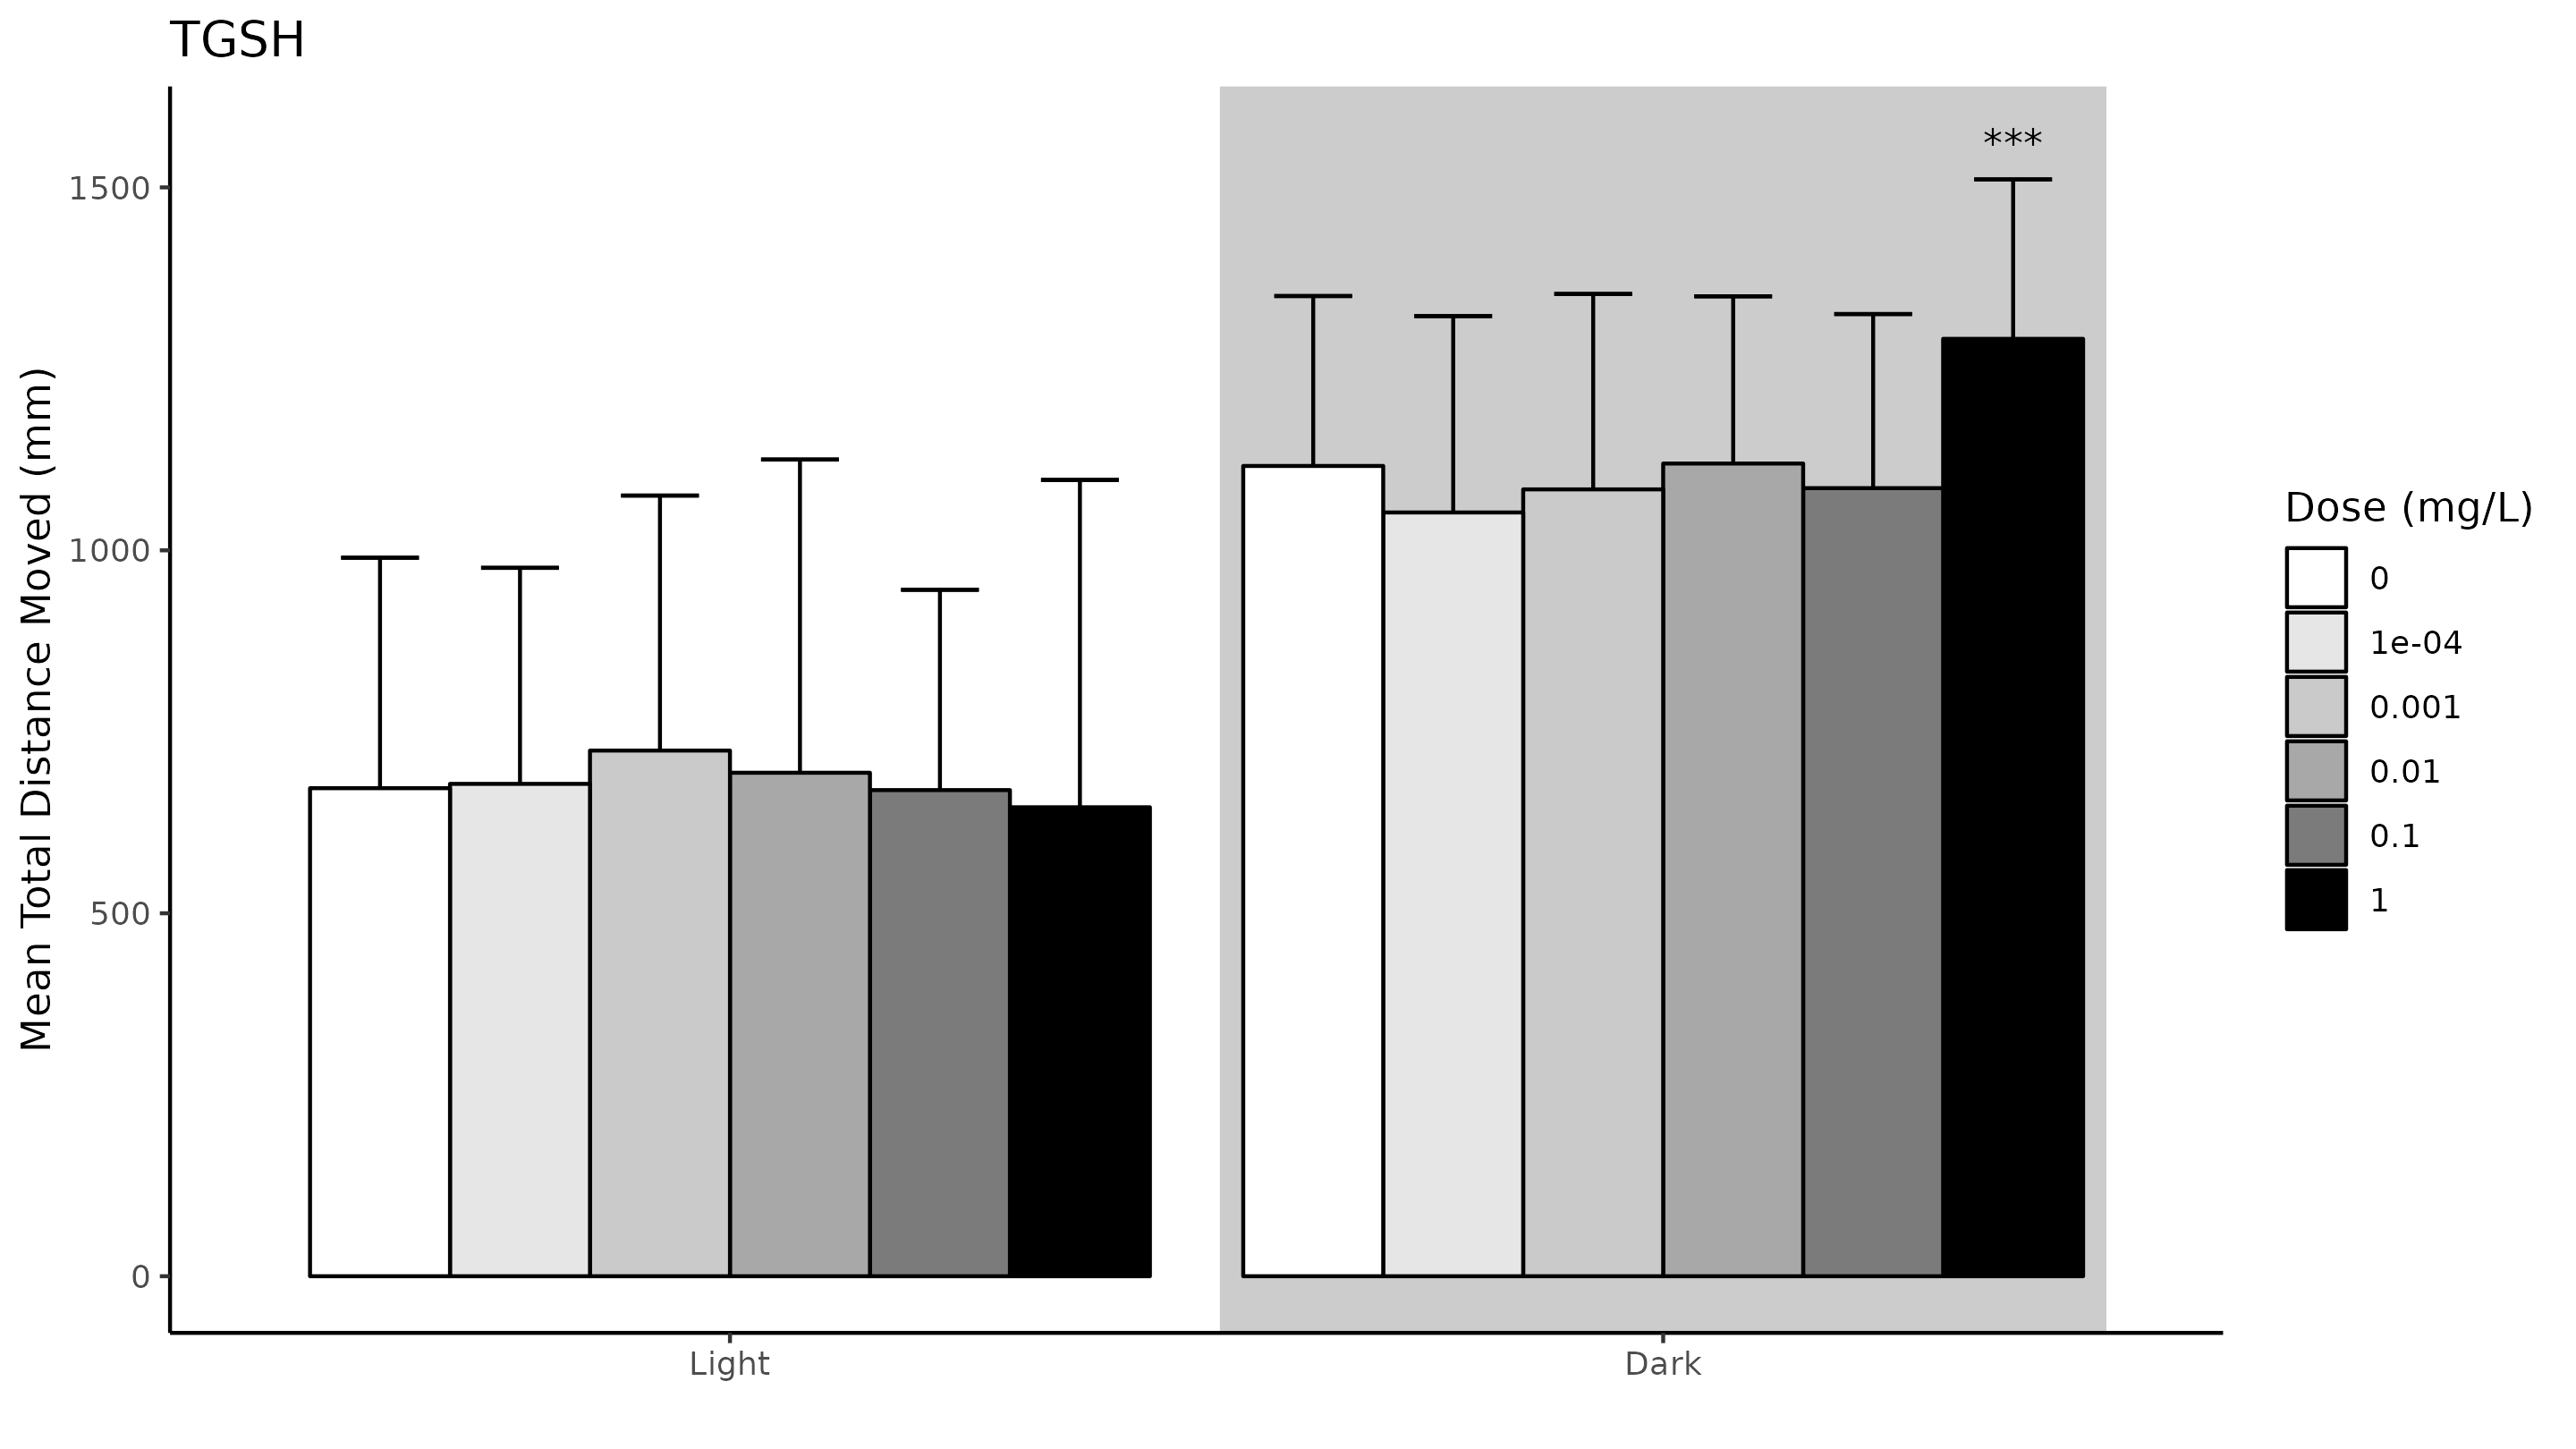 TGSH
***
1500
1000
500
0
Mean Total Distance Moved (mm)
Light
Dark
Dose (mg/L)
0
1e-04
0.001
0.01
0.1
1